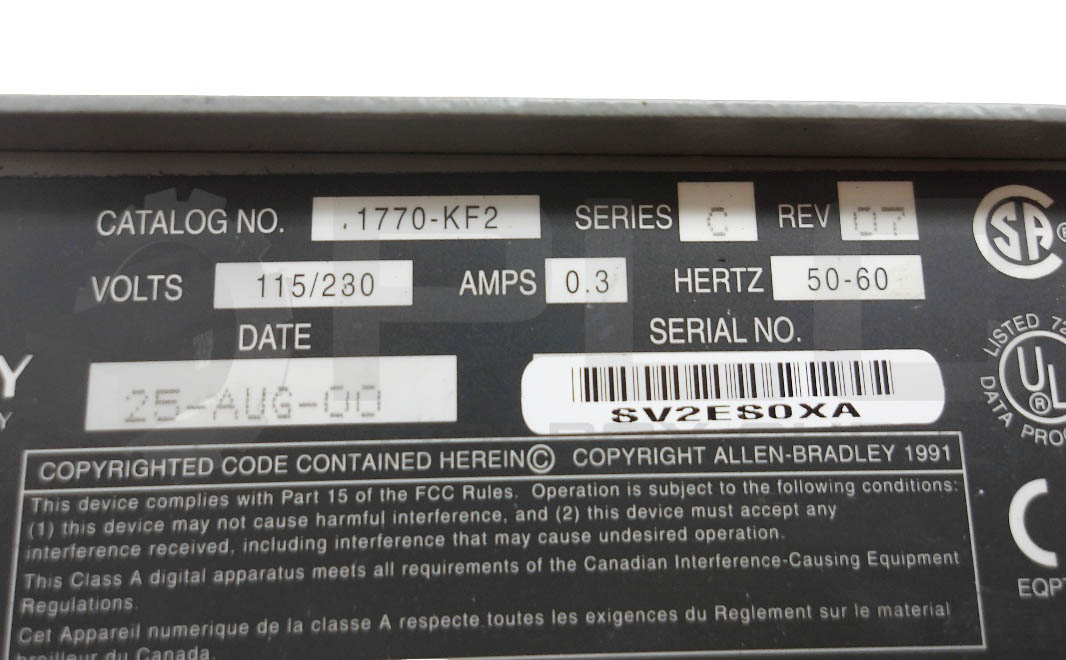 CATALOG NO. .1770-KF2 SERIES C REV D7
VOLTS 115/230 AMPS 0.3 HERTZ 50-60
DATE SERIAL NO.
25-AUG-00 SV2ES0XA
COPYRIGHTED CODE CONTAINED HEREIN© COPYRIGHT ALLEN-BRADLEY 1991
This device complies with Part 15 of the FCC Rules. Operation is subject to the following conditions:
(1) this device may not cause harmful interference, and (2) this device must accept any
interference received, including interference that may cause undesired operation.
This Class A digital apparatus meets all requirements of the Canadian Interference-Causing Equipment
Regulations.
Cet Appareil numerique de la classe A respecte toutes les exigences du Reglement sur le material
du Canada.
Y
Y
SA ®
LISTED
UL ®
DATA
EQPT